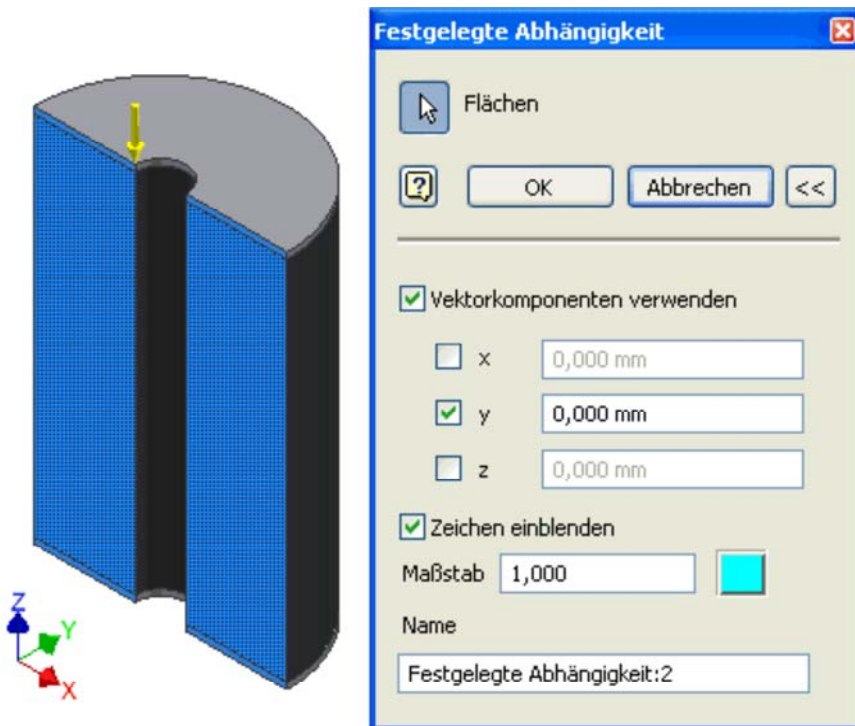 Festgelegte Abhängigkeit
Flächen
OK Abbrechen <<
Vektorkomponenten verwenden
x 0,000 mm
y 0,000 mm
z 0,000 mm
Zeichen einblenden
Maßstab 1,000
Name
Festgelegte Abhängigkeit:2
Z
Y
X